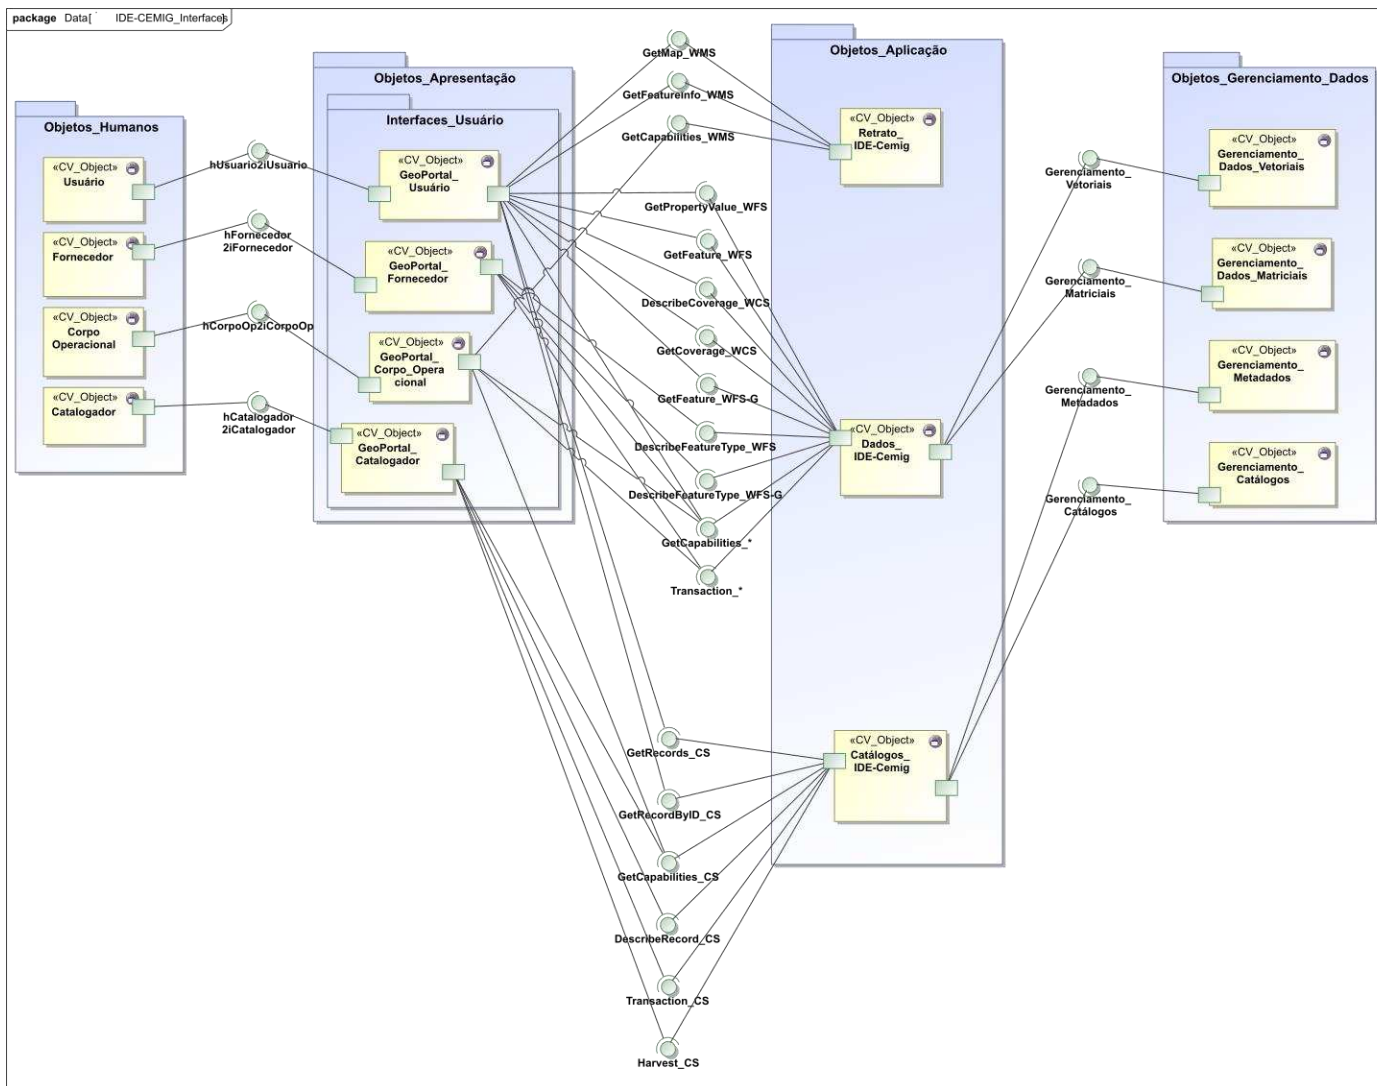 package Data[ IDE-CEMIG_Interfaces]
Objetos_Humanos
«CV_Object»
Usuário
«CV_Object»
Fornecedor
«CV_Object»
Corpo
Operacional
«CV_Object»
Catalogador
hUsuario2iUsuario
hFornecedor
2iFornecedor
hCorpoOp2iCorpoOp
hCatalogador
2iCatalogador
Objetos_Apresentação
Interfaces_Usuário
«CV_Object»
GeoPortal_
Usuário
«CV_Object»
GeoPortal_
Fornecedor
«CV_Object»
GeoPortal_
Corpo_Opera
cional
«CV_Object»
GeoPortal_
Catalogador
GetMap_WMS
GetFeatureInfo_WMS
GetCapabilities_WMS
GetPropertyValue_WFS
GetFeature_WFS
DescribeCoverage_WCS
GetCoverage_WCS
GetFeature_WFS-G
DescribeFeatureType_WFS
DescribeFeatureType_WFS-G
GetCapabilities_*
Transaction_*
GetRecords_CS
GetRecordByID_CS
GetCapabilities_CS
DescribeRecord_CS
Transaction_CS
Harvest_CS
Objetos_Aplicação
«CV_Object»
Retrato_
IDE-Cemig
«CV_Object»
Dados_
IDE-Cemig
«CV_Object»
Catálogos_
IDE-Cemig
Gerenciamento_
Vetoriais
Gerenciamento_
Matriciais
Gerenciamento_
Metadados
Gerenciamento_
Catálogos
Objetos_Gerenciamento_Dados
«CV_Object»
Gerenciamento_
Dados_Vetoriais
«CV_Object»
Gerenciamento_
Dados_Matriciais
«CV_Object»
Gerenciamento_
Metadados
«CV_Object»
Gerenciamento_
Catálogos